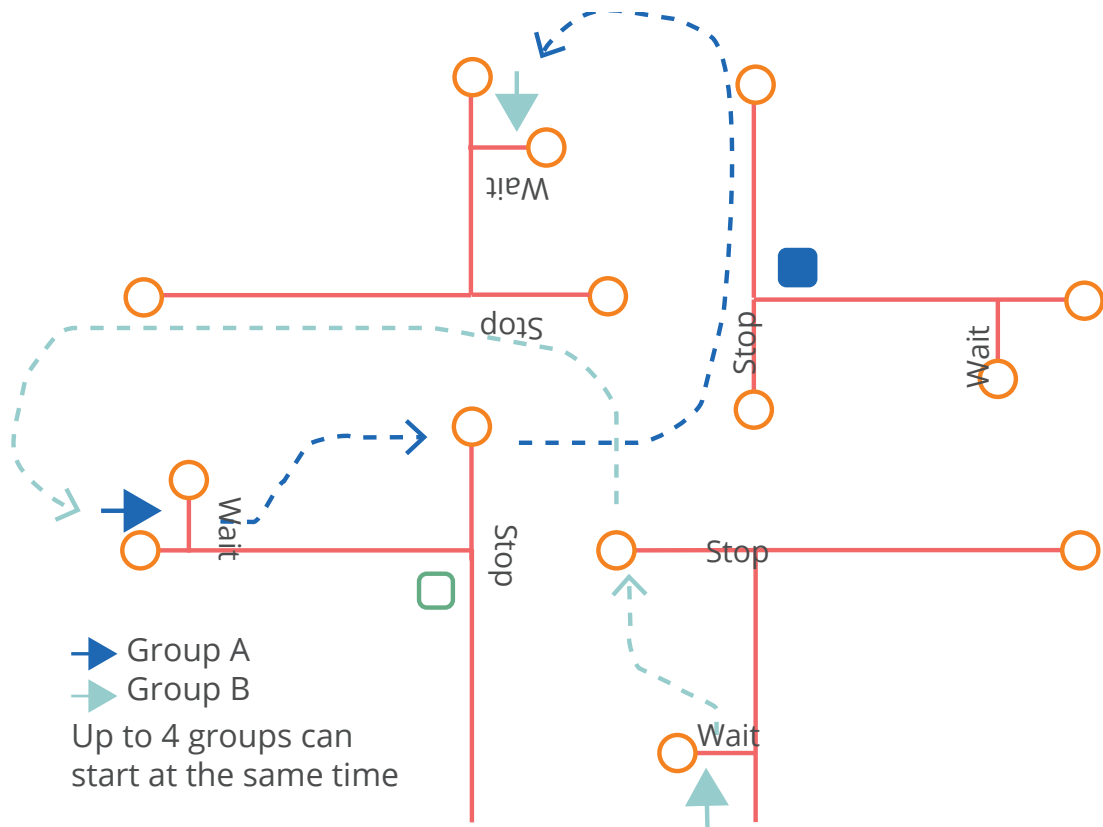 Wait
Stop
Stop
Wait
Wait
Stop
Stop
Group A
Group B
Wait
Up to 4 groups can
start at the same time